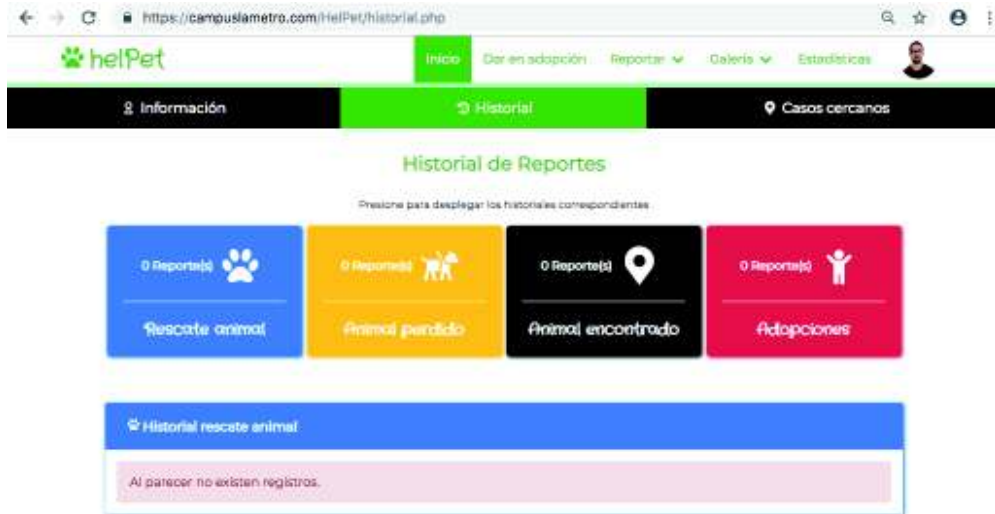 https://campuslametro.com/HelPet/historial.php
helPet
Inicio Dar en adopción Reportar Galería Estadísticas
Información Historial Casos cercanos
Historial de Reportes
Presione para desplegar los historiales correspondientes
0 Reporte(s) 0 Reporte(s) 0 Reporte(s) 0 Reporte(s)
Rescate animal Animal perdido Animal encontrado Adopciones
Historial rescate animal
Al parecer no existen registros.